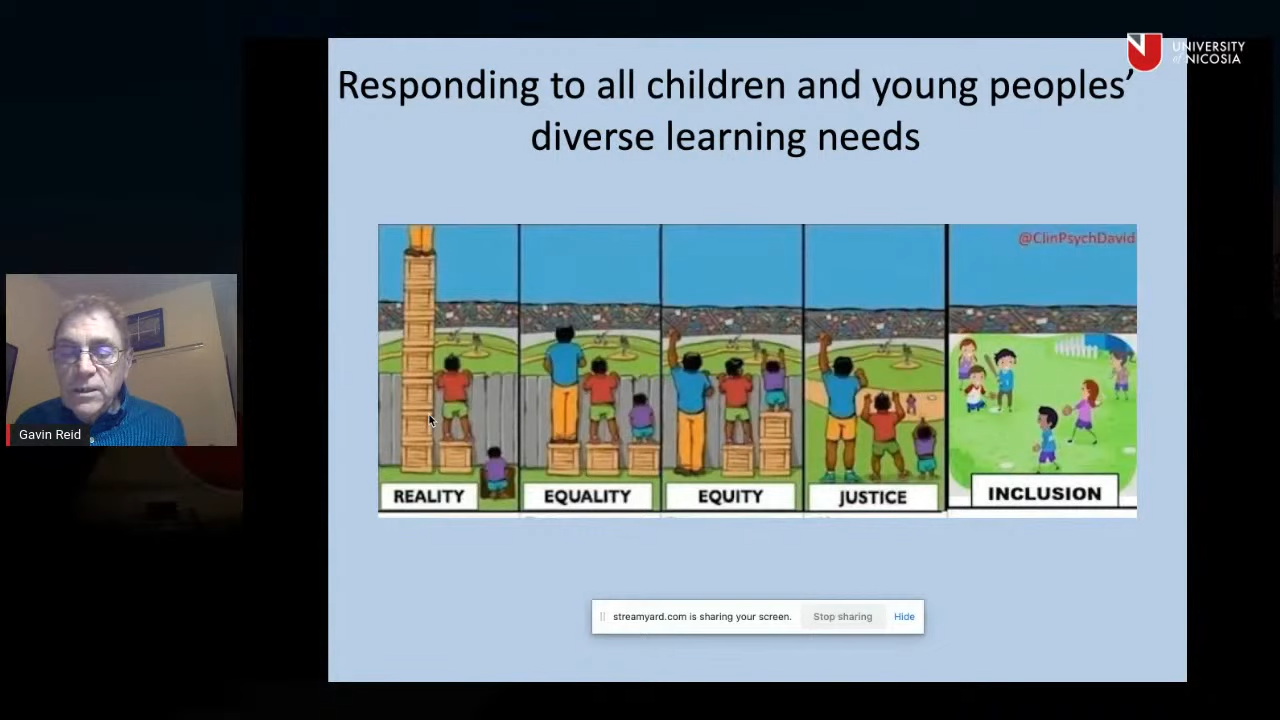 UNIVERSITY
of NICOSIA
Responding to all children and young peoples’
diverse learning needs
@ClinPsychDavid
REALITY
EQUALITY
EQUITY
JUSTICE
INCLUSION
Gavin Reid
streamyard.com is sharing your screen.
Stop sharing
Hide